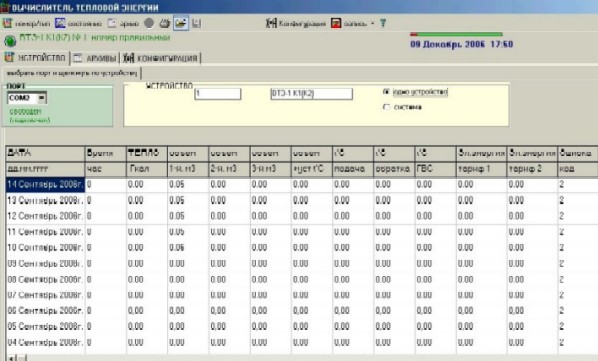 ВЫЧИСЛИТЕЛЬ ТЕПЛОВОЙ ЭНЕРГИИ
номер/тип состояние архив Конфигурация запись ?
ВТЭ-1 К1(К2) № 1 номер правильный
09 Декабрь 2006 17:50
УСТРОЙСТВО АРХИВЫ КОНФИГУРАЦИЯ
выбрать порт и щелкнуть по устройству
ПОРТ УСТРОЙСТВО
COM2 1 ВТЭ-1 К1(К2) одно устройство
свободен система
ДАТА Время ТЕПЛО объем объем объем объем t'C t'C t'C Эл.энергия Эл.энергия Ошибка
дд.мм.гггг час Гкал 1-й м3 2-й м3 3-й м3 подача обратка ГВС тариф 1 тариф 2 код
14 Сентябрь 2006г. 0 0.00 0.05 0.00 0.00 0.00 0.00 0.00 0.00 0.00 0.00 2
13 Сентябрь 2006г. 0 0.00 0.05 0.00 0.00 0.00 0.00 0.00 0.00 0.00 0.00 2
12 Сентябрь 2006г. 0 0.00 0.05 0.00 0.00 0.00 0.00 0.00 0.00 0.00 0.00 2
11 Сентябрь 2006г. 0 0.00 0.05 0.00 0.00 0.00 0.00 0.00 0.00 0.00 0.00 2
10 Сентябрь 2006г. 0 0.00 0.06 0.00 0.00 0.00 0.00 0.00 0.00 0.00 0.00 2
09 Сентябрь 2006г. 0 0.00 0.00 0.00 0.00 0.00 0.00 0.00 0.00 0.00 0.00 2
08 Сентябрь 2006г. 0 0.00 0.00 0.00 0.00 0.00 0.00 0.00 0.00 0.00 0.00 2
07 Сентябрь 2006г. 0 0.00 0.00 0.00 0.00 0.00 0.00 0.00 0.00 0.00 0.00 2
06 Сентябрь 2006г. 0 0.00 0.00 0.00 0.00 0.00 0.00 0.00 0.00 0.00 0.00 2
05 Сентябрь 2006г. 0 0.00 0.00 0.00 0.00 0.00 0.00 0.00 0.00 0.00 0.00 2
04 Сентябрь 2006г. 0 0.00 0.00 0.00 0.00 0.00 0.00 0.00 0.00 0.00 0.00 2